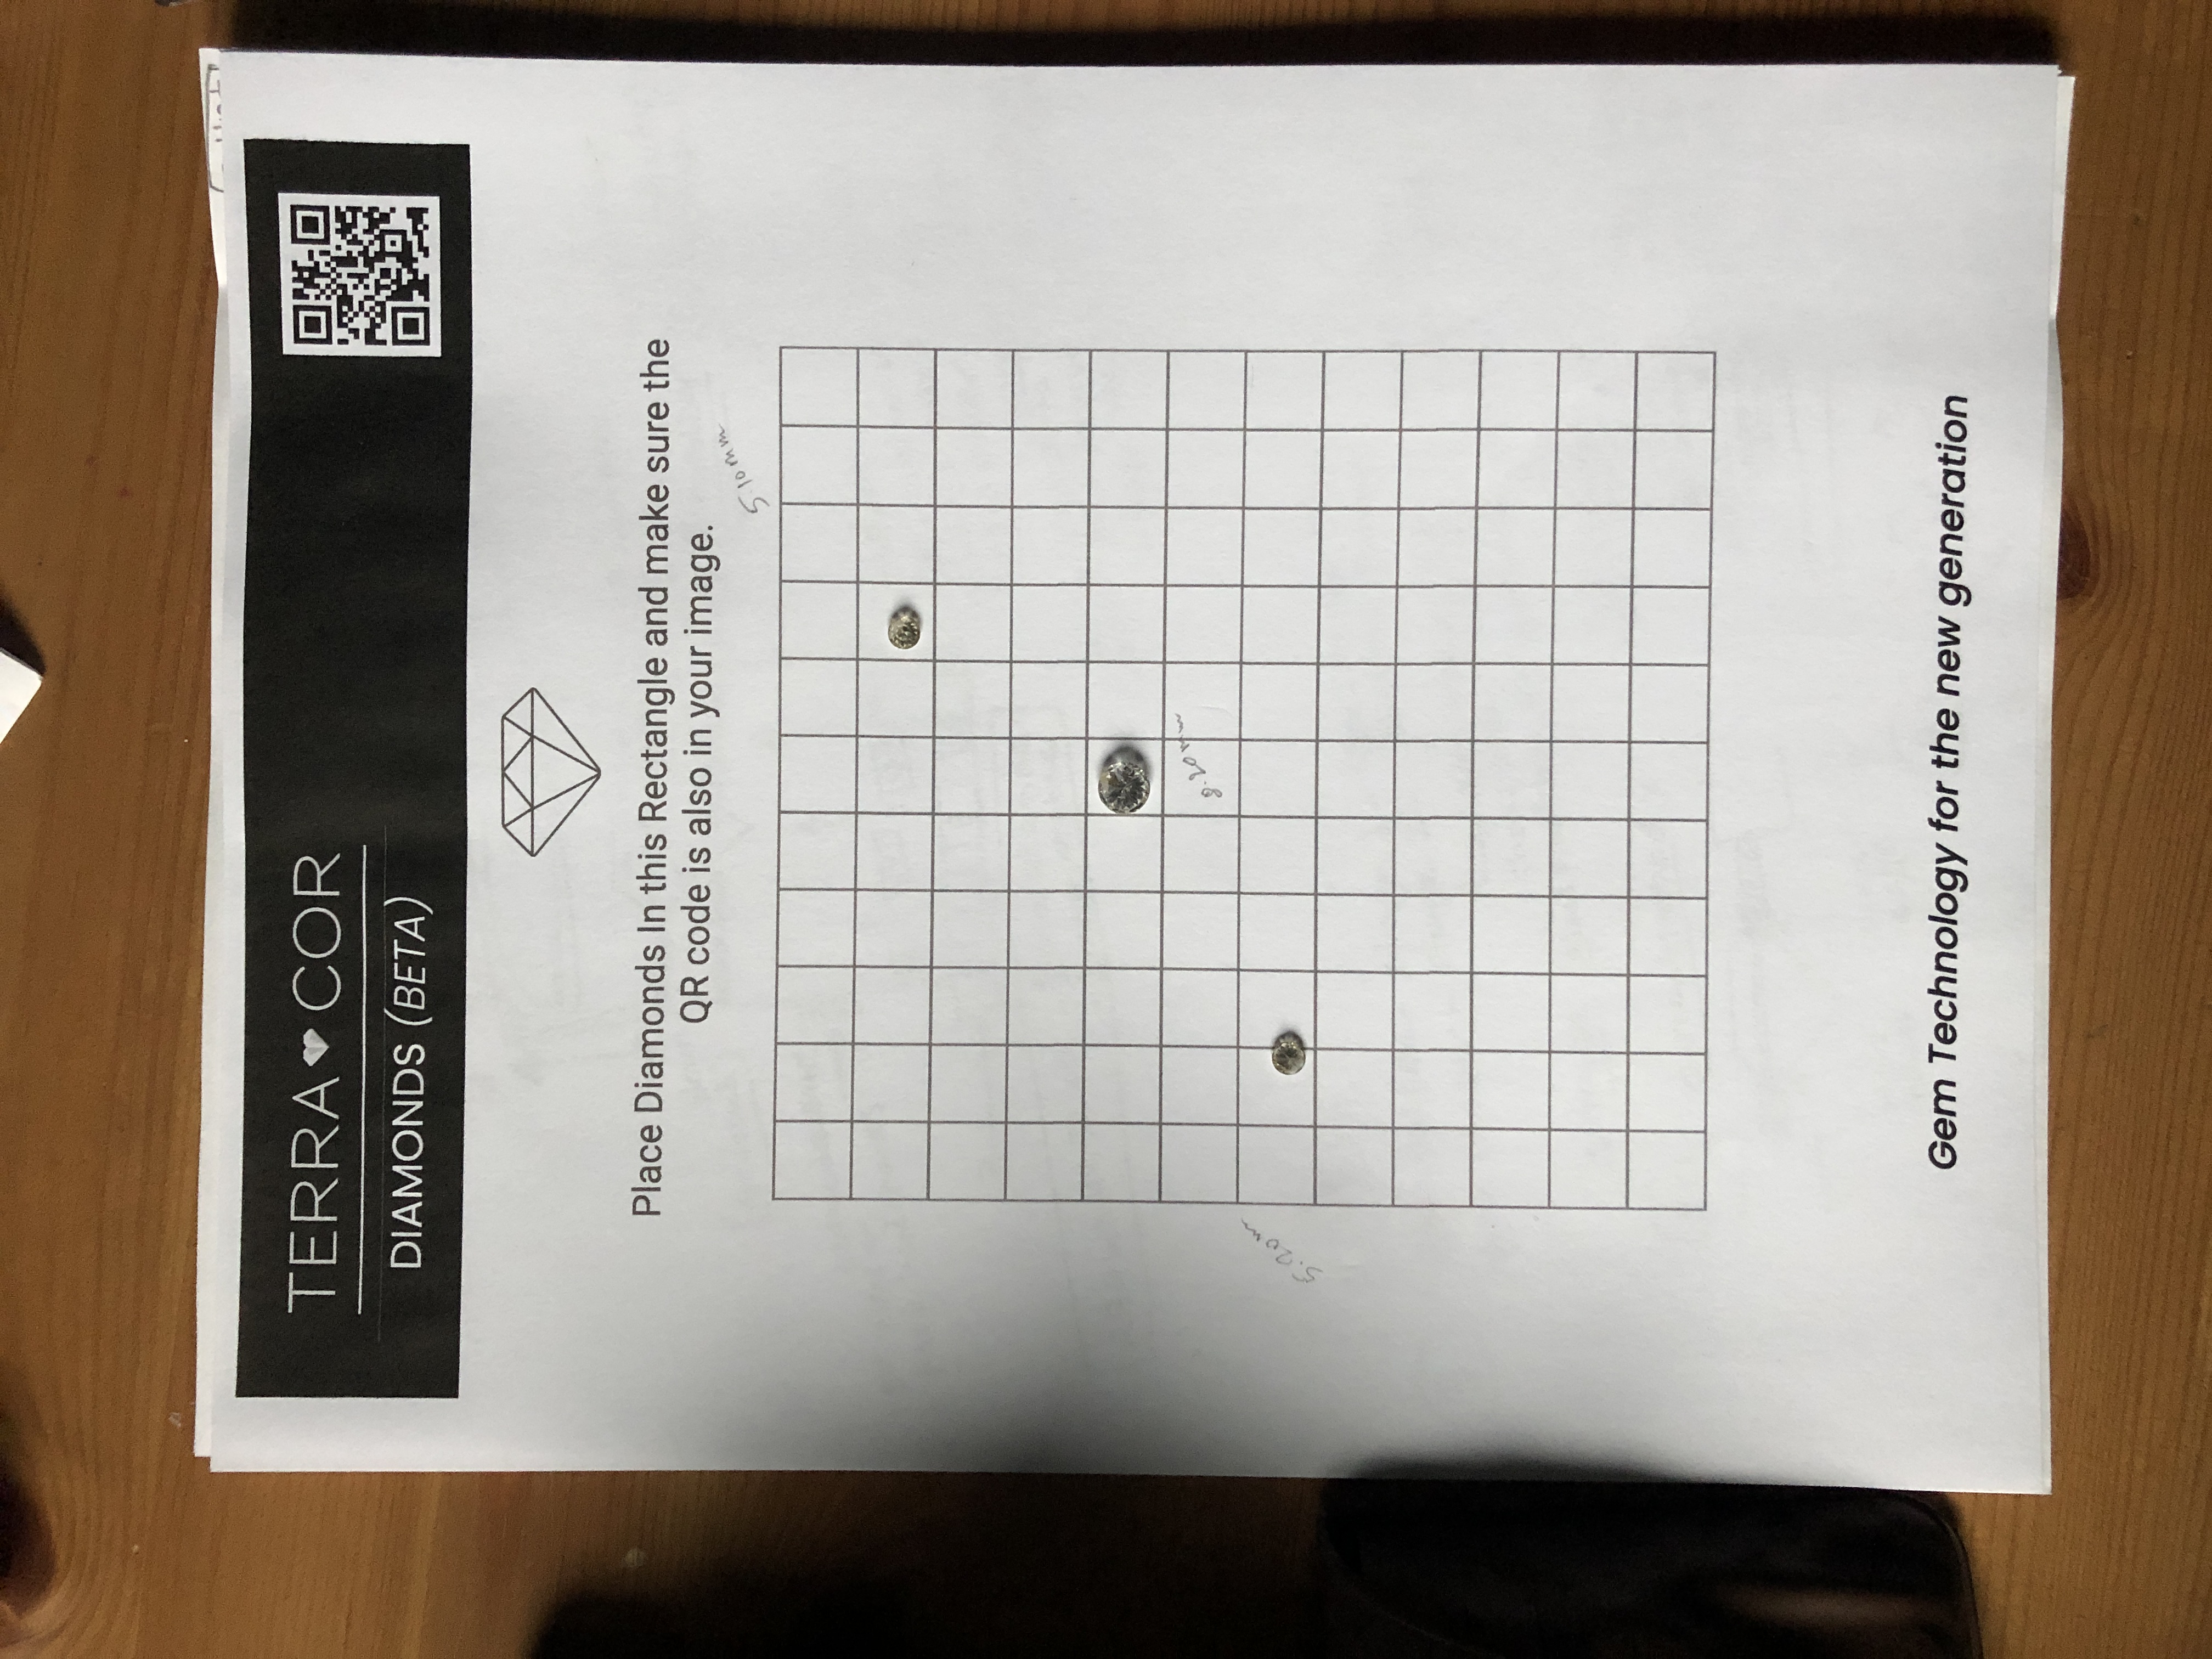 TERRA COR
DIAMONDS (BETA)
Place Diamonds In this Rectangle and make sure the
QR code is also in your image.
5.10mm
8.20mm
5.20m
Gem Technology for the new generation